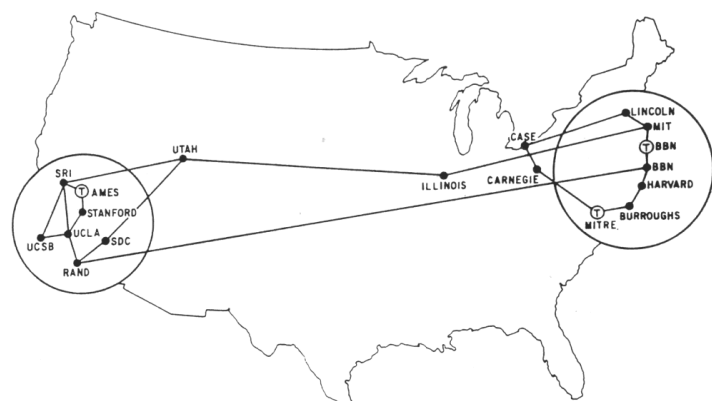 LINCOLN
MIT
CASE
T BBN
UTAH
BBN
SRI
CARNEGIE
ILLINOIS
T AMES
HARVARD
STANFORD
T
BURROUGHS
MITRE
UCLA
SDC
UCSB
RAND